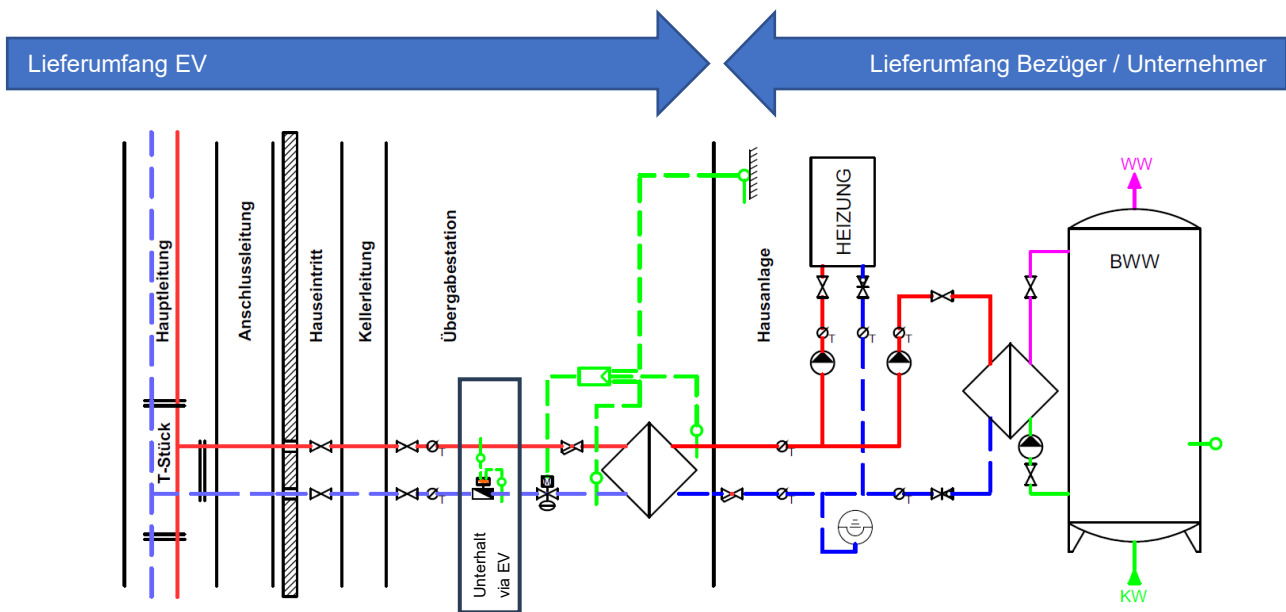 Lieferumfang EV
Lieferumfang Bezüger / Unternehmer
Hauptleitung
T-Stück
Anschlussleitung
Hauseintritt
Kellerleitung
Übergabestation
Unterhalt
via EV
Hausanlage
HEIZUNG
WW
BWW
KW
T
T
T
M
T
T
T
T
T
T
T